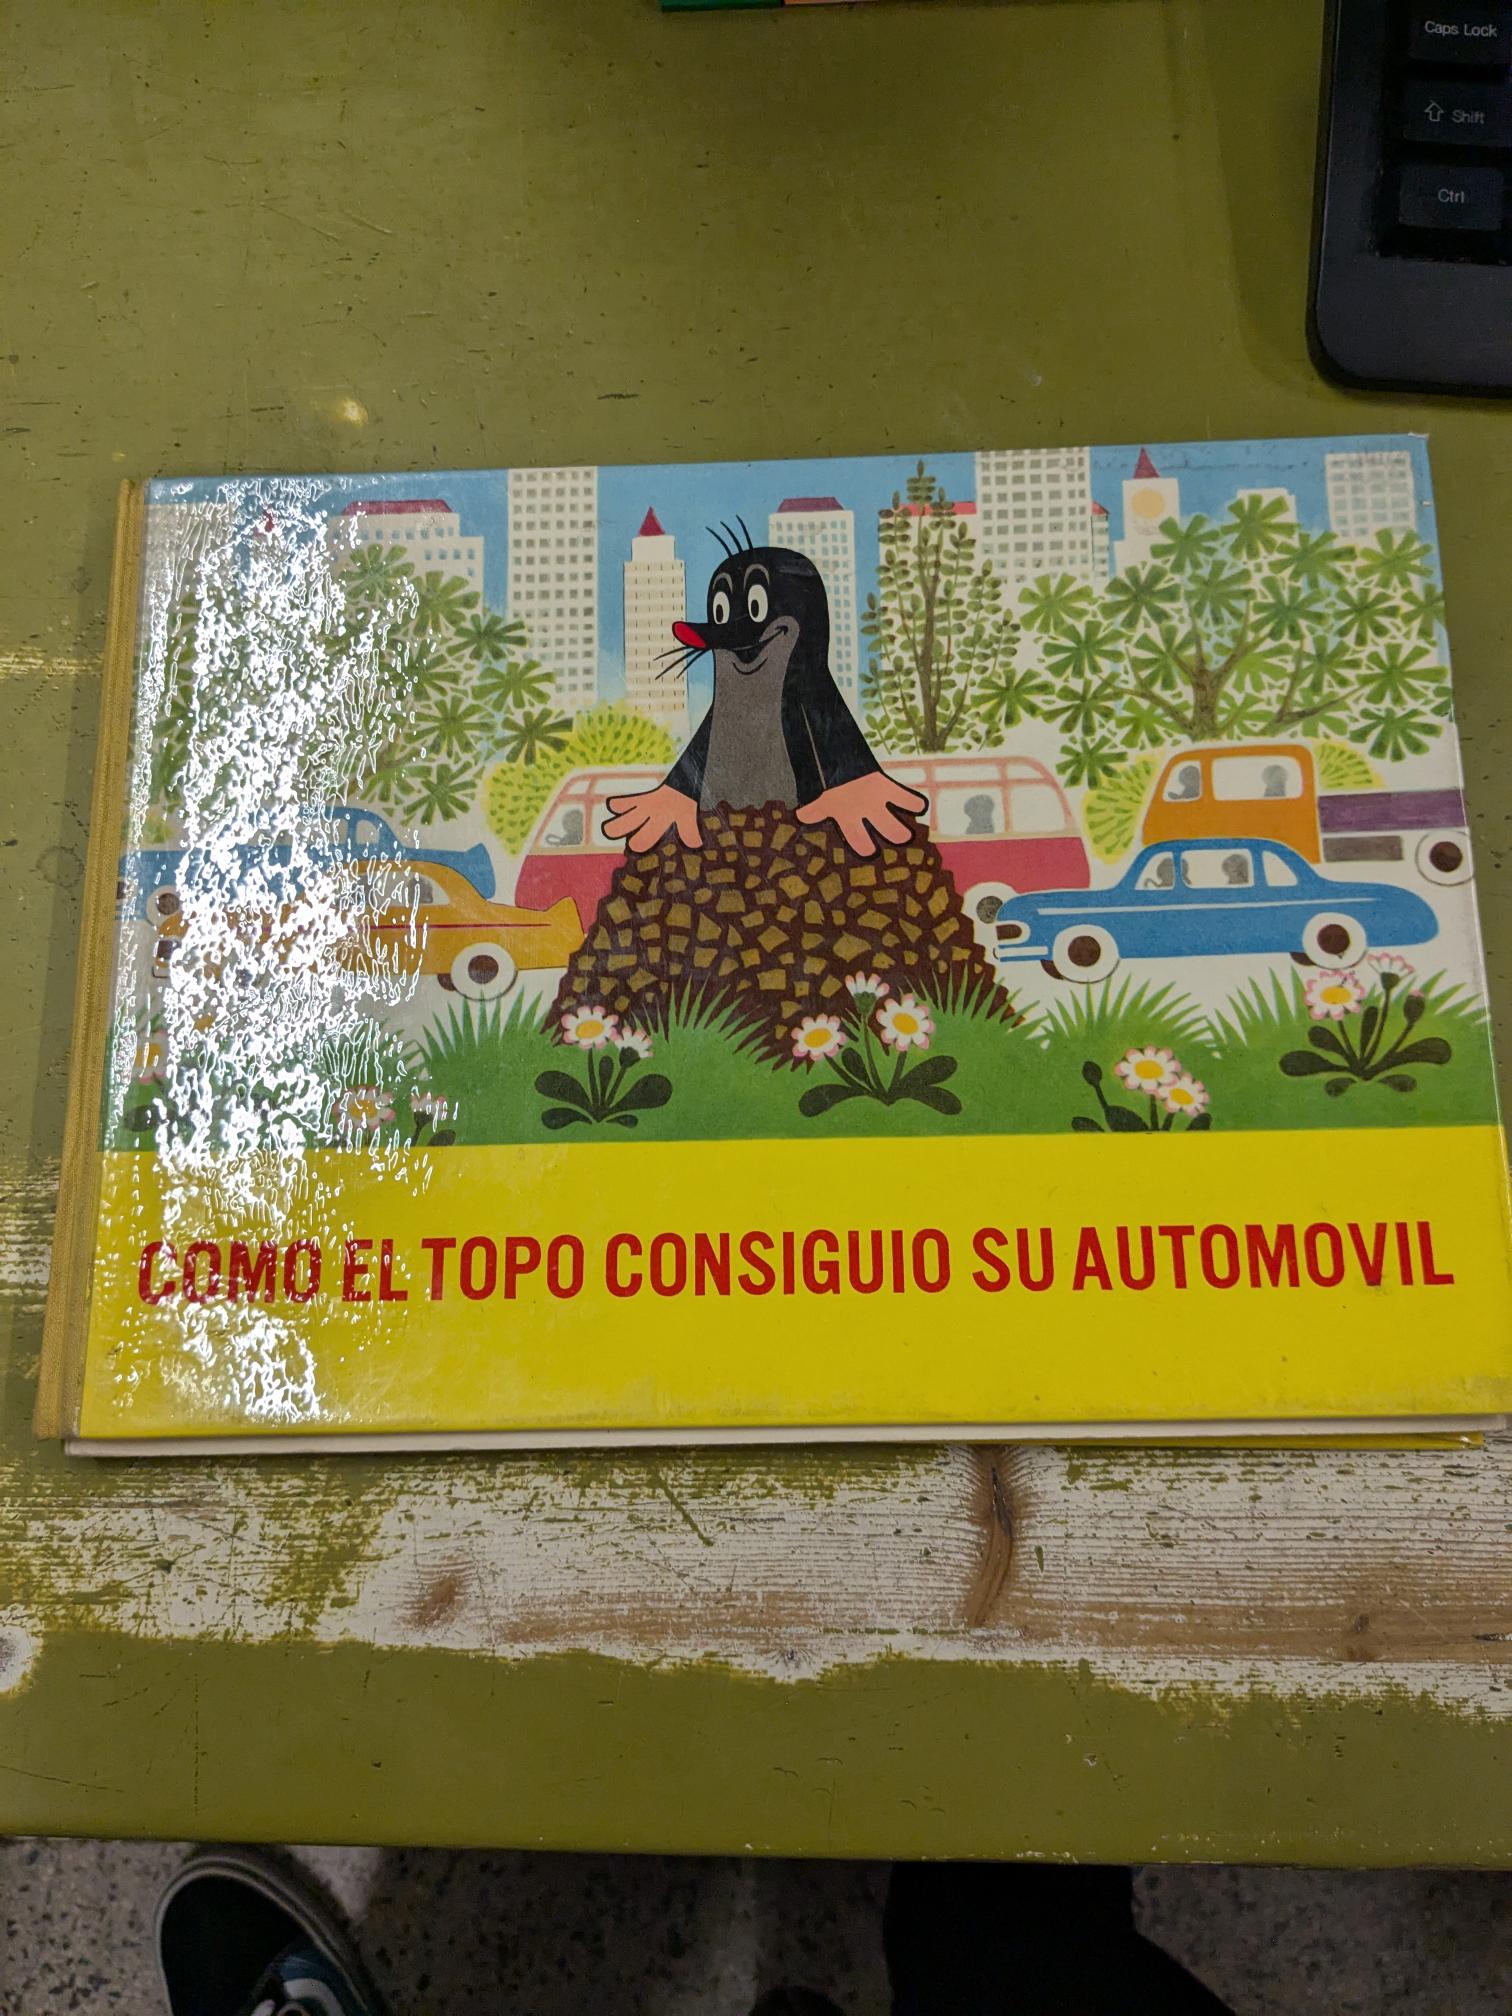 Caps Lock
Shift
Ctrl
COMO EL TOPO CONSIGUIO SU AUTOMOVIL